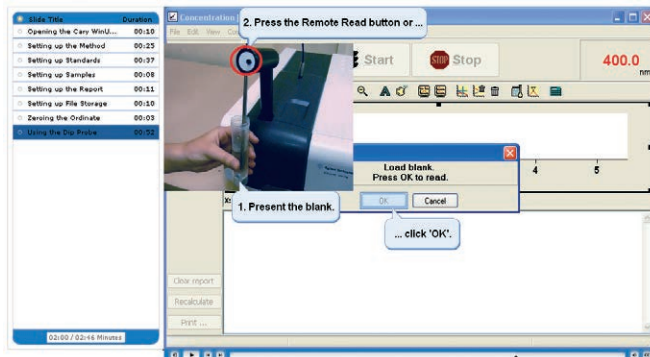 Slide Title Duration
Opening the Cary WinU... 00:10
Setting up the Method 00:25
Setting up Standards 00:37
Setting up Samples 00:08
Setting up the Report 00:11
Setting up File Storage 00:10
Zeroing the Ordinate 00:03
Using the Dip Probe 00:52
02:00 / 02:46 Minutes
Concentration
File Edit View
2. Press the Remote Read button or ...
Start
STOP Stop
400.0
nm
Load blank.
Press OK to read.
OK Cancel
4 5
1. Present the blank.
... click 'OK'.
Clear report
Recalculate
Print ...